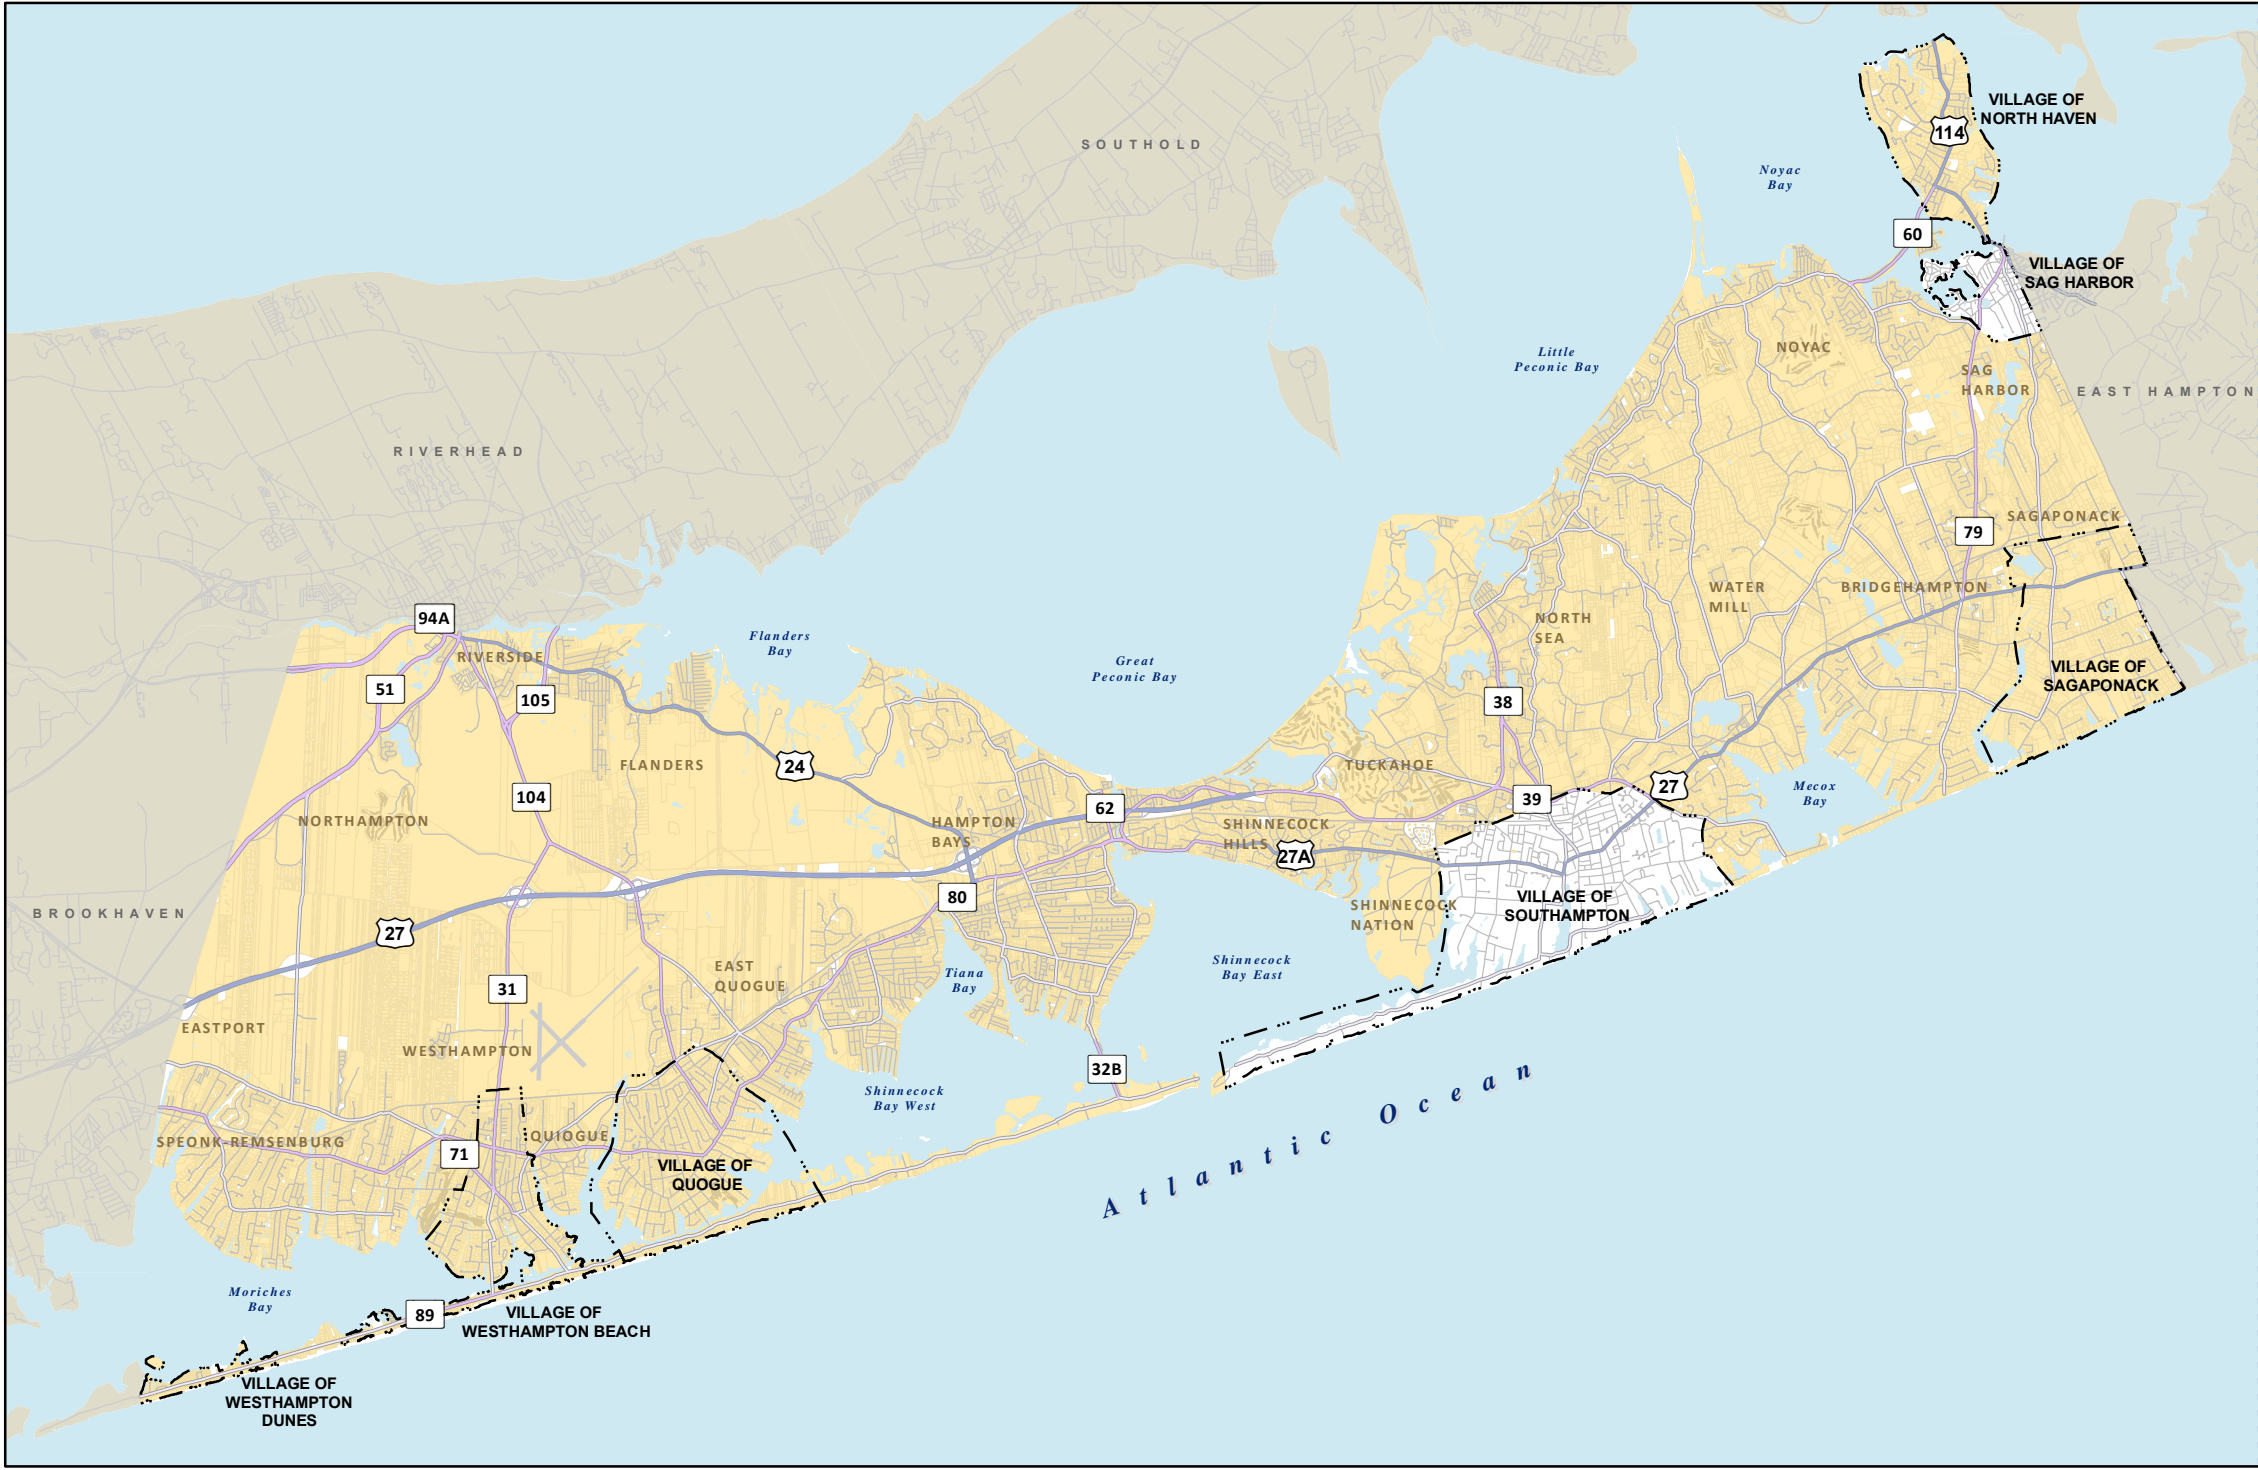 VILLAGE OF
NORTH HAVEN
114
SOUTHOLD
Noyac
Bay
60
VILLAGE OF
SAG HARBOR
NOYAC
Little
Peconic Bay
SAG
HARBOR
EAST HAMPTON
RIVERHEAD
SAGAPONACK
79
WATER
MILL
BRIDGEHAMPTON
94A
NORTH
SEA
Flanders
Bay
RIVERSIDE
Great
Peconic Bay
VILLAGE OF
SAGAPONACK
51
105
38
FLANDERS
24
TUCKAHOE
27
Mecox
Bay
104
39
62
NORTHAMPTON
HAMPTON
BAYS
SHINNECOCK
HILLS
27A
80
VILLAGE OF
SOUTHAMPTON
SHINNECOCK
NATION
BROOKHAVEN
27
EAST
QUOGUE
Tiana
Bay
Shinnecock
Bay East
31
EASTPORT
WESTHAMPTON
32B
Shinnecock
Bay West
Atlantic Ocean
SPEONK-REMSENBURG
71
QUIOGUE
VILLAGE OF
QUOGUE
Moriches
Bay
89
VILLAGE OF
WESTHAMPTON BEACH
VILLAGE OF
WESTHAMPTON
DUNES